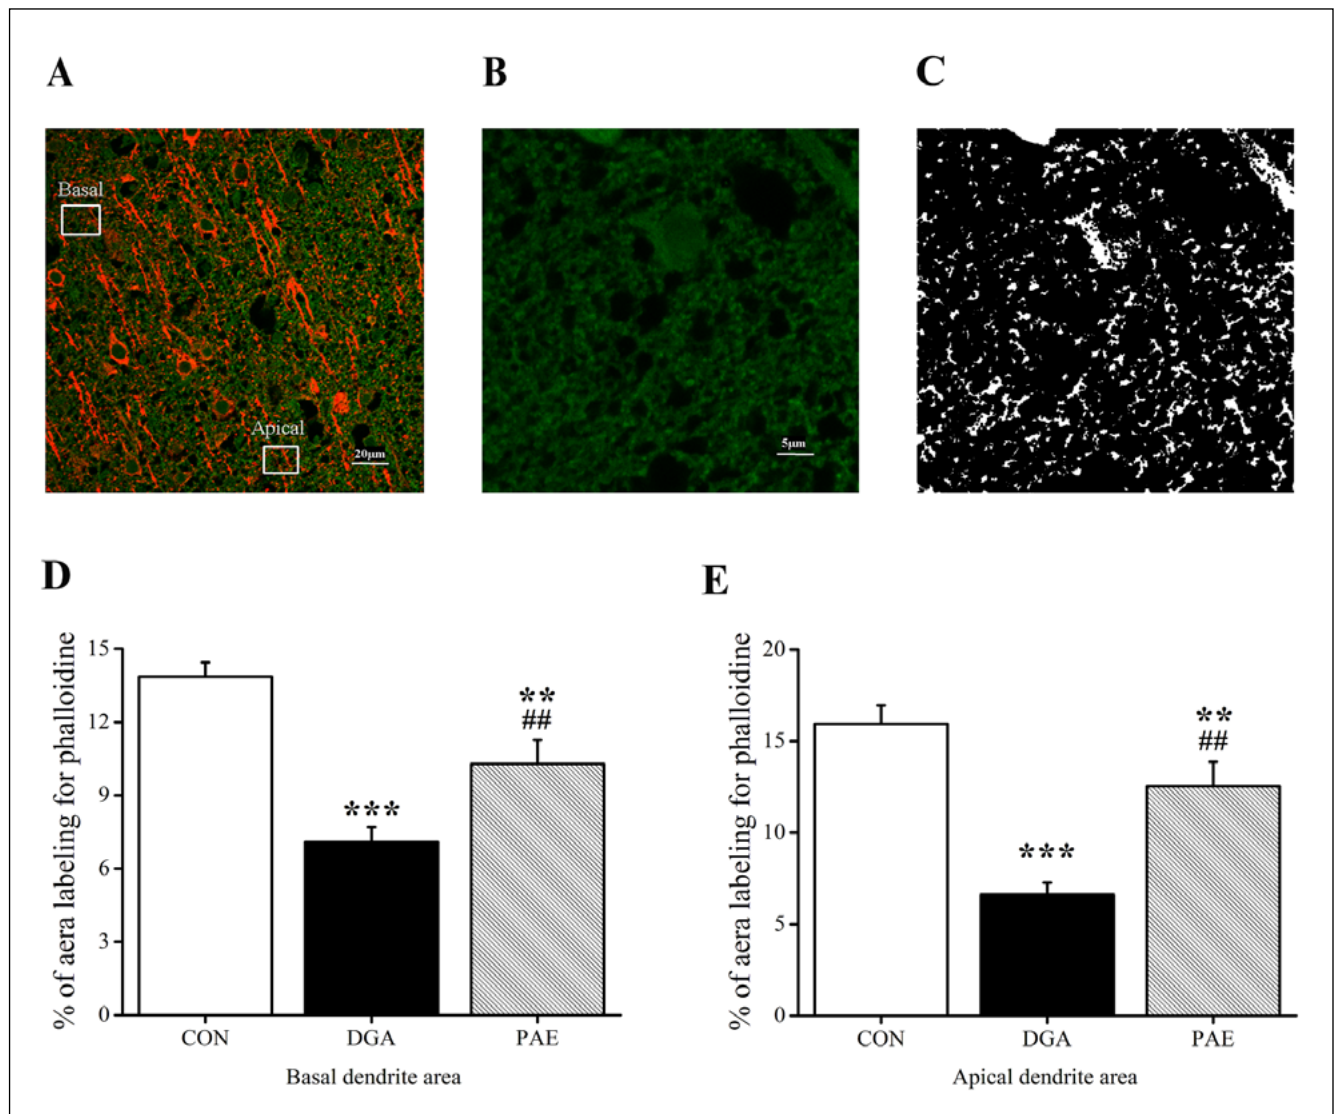 A
B
C
Basal
Apical
20μm
5μm
D
E
% of aera labeling for phalloidine
15
12
9
6
3
0
***
**
##
CON
DGA
PAE
Basal dendrite area
% of aera labeling for phalloidine
20
15
10
5
0
***
**
##
CON
DGA
PAE
Apical dendrite area